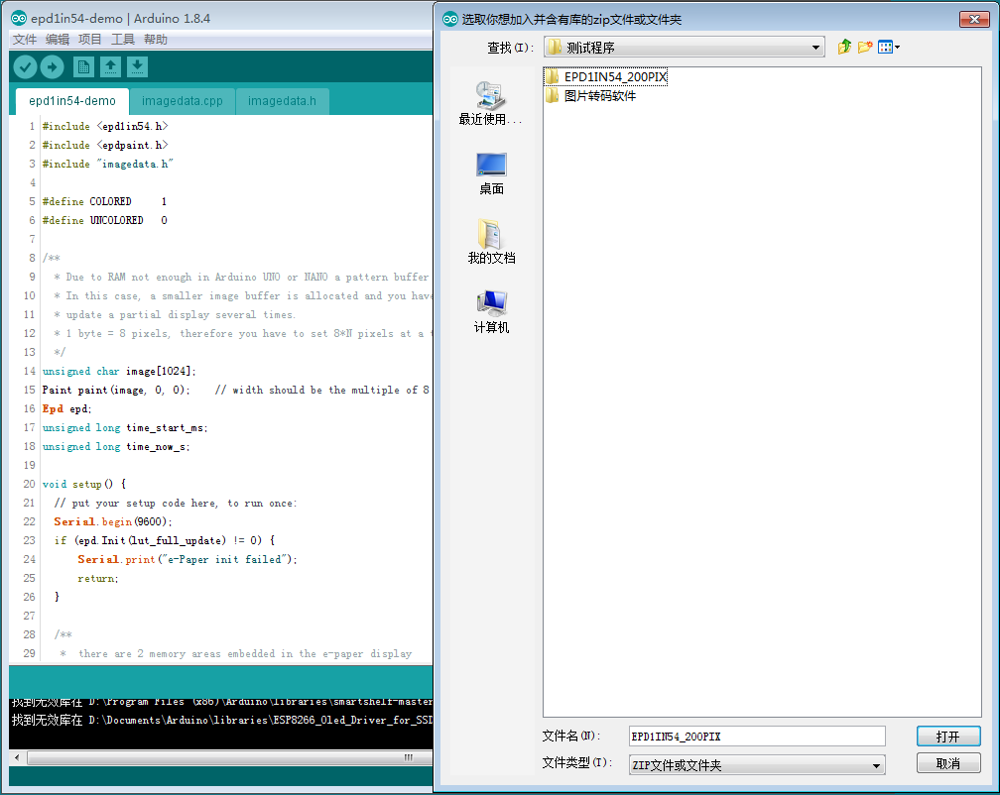 epd1in54-demo | Arduino 1.8.4
文件 编辑 项目 工具 帮助
epd1in54-demo imagedata.cpp imagedata.h
1 #include <epd1in54.h>
2 #include <epdpaint.h>
3 #include "imagedata.h"
4
5 #define COLORED 1
6 #define UNCOLORED 0
7
8 /**
9 * Due to RAM not enough in Arduino UNO or NANO a pattern buffer
10 * In this case, a smaller image buffer is allocated and you have
11 * update a partial display several times.
12 * 1 byte = 8 pixels, therefore you have to set 8*N pixels at a
13 */
14 unsigned char image[1024];
15 Paint paint(image, 0, 0); // width should be the multiple of 8
16 Epd epd;
17 unsigned long time_start_ms;
18 unsigned long time_now_s;
19
20 void setup() {
21 // put your setup code here, to run once:
22 Serial.begin(9600);
23 if (epd.Init(lut_full_update) != 0) {
24 Serial.print("e-Paper init failed");
25 return;
26 }
27
28 /**
29 * there are 2 memory areas embedded in the e-paper display
找到无效库在 D:\Program Files (x86)\Arduino\libraries\smartshelf-master
找到无效库在 D:\Documents\Arduino\libraries\ESP8266_Oled_Driver_for_SSD
选取你想加入并含有库的zip文件或文件夹
查找(I): 测试程序
最近使用...
桌面
我的文档
计算机
EPD1IN54_200PIX
图片转码软件
文件名(N): EPD1IN54_200PIX 打开
文件类型(T): ZIP文件或文件夹 取消